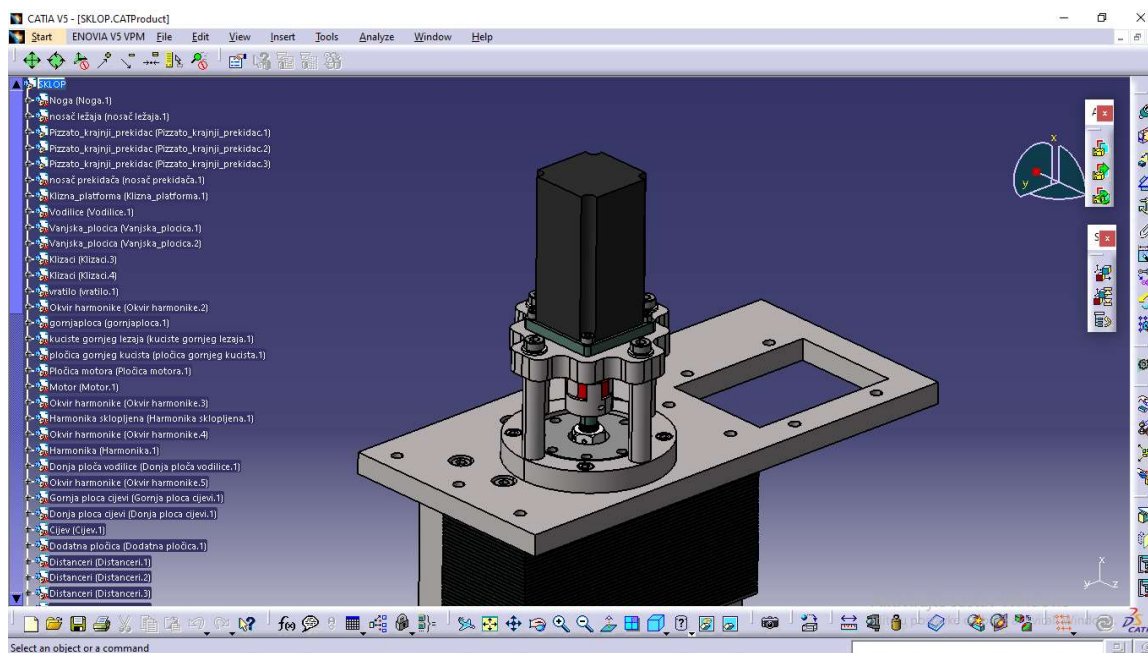 CATIA V5 - [SKLOP.CATProduct]
Start ENOVIA V5 VPM File Edit View Insert Tools Analyze Window Help
SKLOP
Noga (Noga.1)
nosač ležaja (nosač ležaja.1)
Pizzato_krajnji_prekidac (Pizzato_krajnji_prekidac.1)
Pizzato_krajnji_prekidac (Pizzato_krajnji_prekidac.2)
Pizzato_krajnji_prekidac (Pizzato_krajnji_prekidac.3)
nosač prekidača (nosač prekidača.1)
Klizna_platforma (Klizna_platforma.1)
Vodilice (Vodilice.1)
Vanjska_plocica (Vanjska_plocica.1)
Vanjska_plocica (Vanjska_plocica.2)
Klizaci (Klizaci.3)
Klizaci (Klizaci.4)
vratilo (vratilo.1)
Okvir harmonike (Okvir harmonike.2)
gornjaploca (gornjaploca.1)
kuciste gornjeg lezaja (kuciste gornjeg lezaja.1)
pločica gornjeg kucista (pločica gornjeg kucista.1)
Pločica motora (Pločica motora.1)
Motor (Motor.1)
Okvir harmonike (Okvir harmonike.3)
Harmonika sklopljena (Harmonika sklopljena.1)
Okvir harmonike (Okvir harmonike.4)
Harmonika (Harmonika.1)
Donja ploča vodilice (Donja ploča vodilice.1)
Okvir harmonike (Okvir harmonike.5)
Gornja ploca cijevi (Gornja ploca cijevi.1)
Donja ploca cijevi (Donja ploca cijevi.1)
Cijev (Cijev.1)
Dodatna pločica (Dodatna pločica.1)
Distanceri (Distanceri.1)
Distanceri (Distanceri.2)
Distanceri (Distanceri.3)
x
y
x
y z
f(x)
CATIA
Select an object or a command